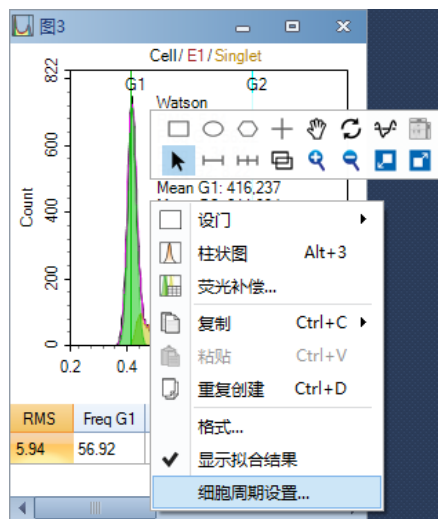 图3
Cell/ E1/ Singlet
822
G1
G2
Watson
600
Mean G1: 416,237
Count
400
200
0
0.2
0.4
设门
柱状图 Alt+3
荧光补偿...
复制 Ctrl+C
粘贴 Ctrl+V
重复创建 Ctrl+D
格式...
显示拟合结果
细胞周期设置...
RMS Freq G1
5.94 56.92